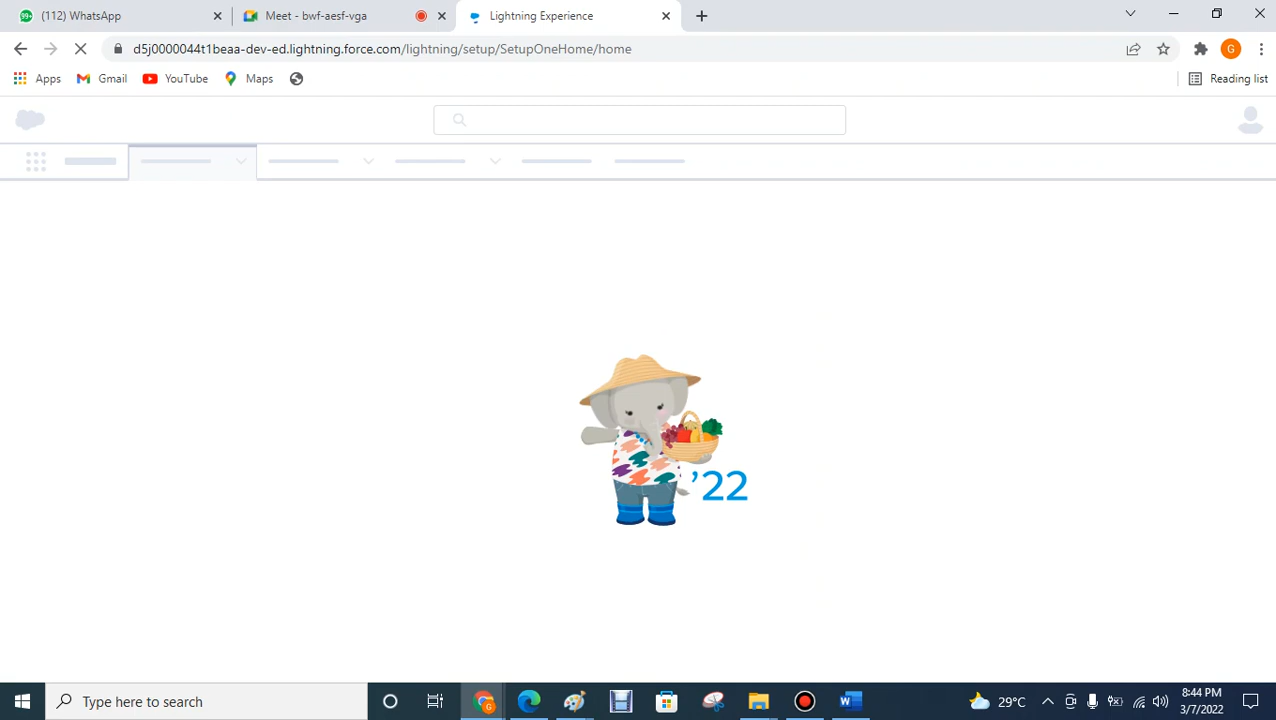 99+ (112) WhatsApp
Meet - bwf-aesf-vga
Lightning Experience
d5j0000044t1beaa-dev-ed.lightning.force.com/lightning/setup/SetupOneHome/home
G
Apps
Gmail
YouTube
Maps
Reading list
'22
Type here to search
G
W
29°C
8:44 PM
3/7/2022